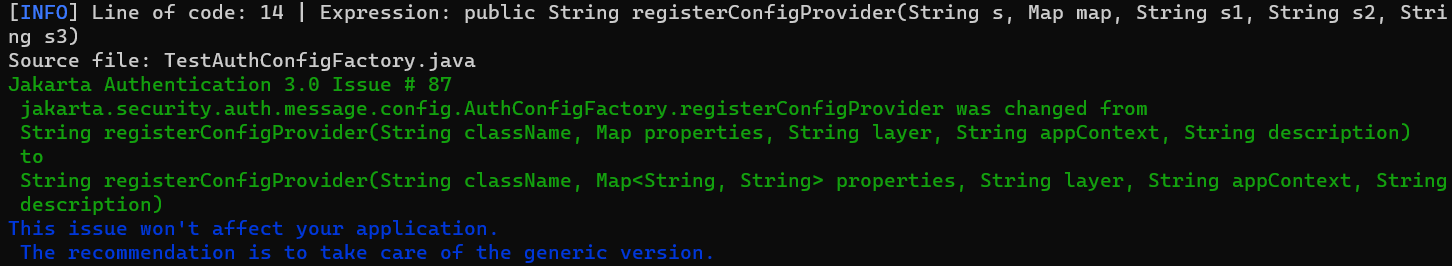 [INFO] Line of code: 14 | Expression: public String registerConfigProvider(String s, Map map, String s1, String s2, Stri
ng s3)
Source file: TestAuthConfigFactory.java
Jakarta Authentication 3.0 Issue # 87
 jakarta.security.auth.message.config.AuthConfigFactory.registerConfigProvider was changed from
 String registerConfigProvider(String className, Map properties, String layer, String appContext, String description)
 to
 String registerConfigProvider(String className, Map<String, String> properties, String layer, String appContext, String
 description)
This issue won't affect your application.
 The recommendation is to take care of the generic version.